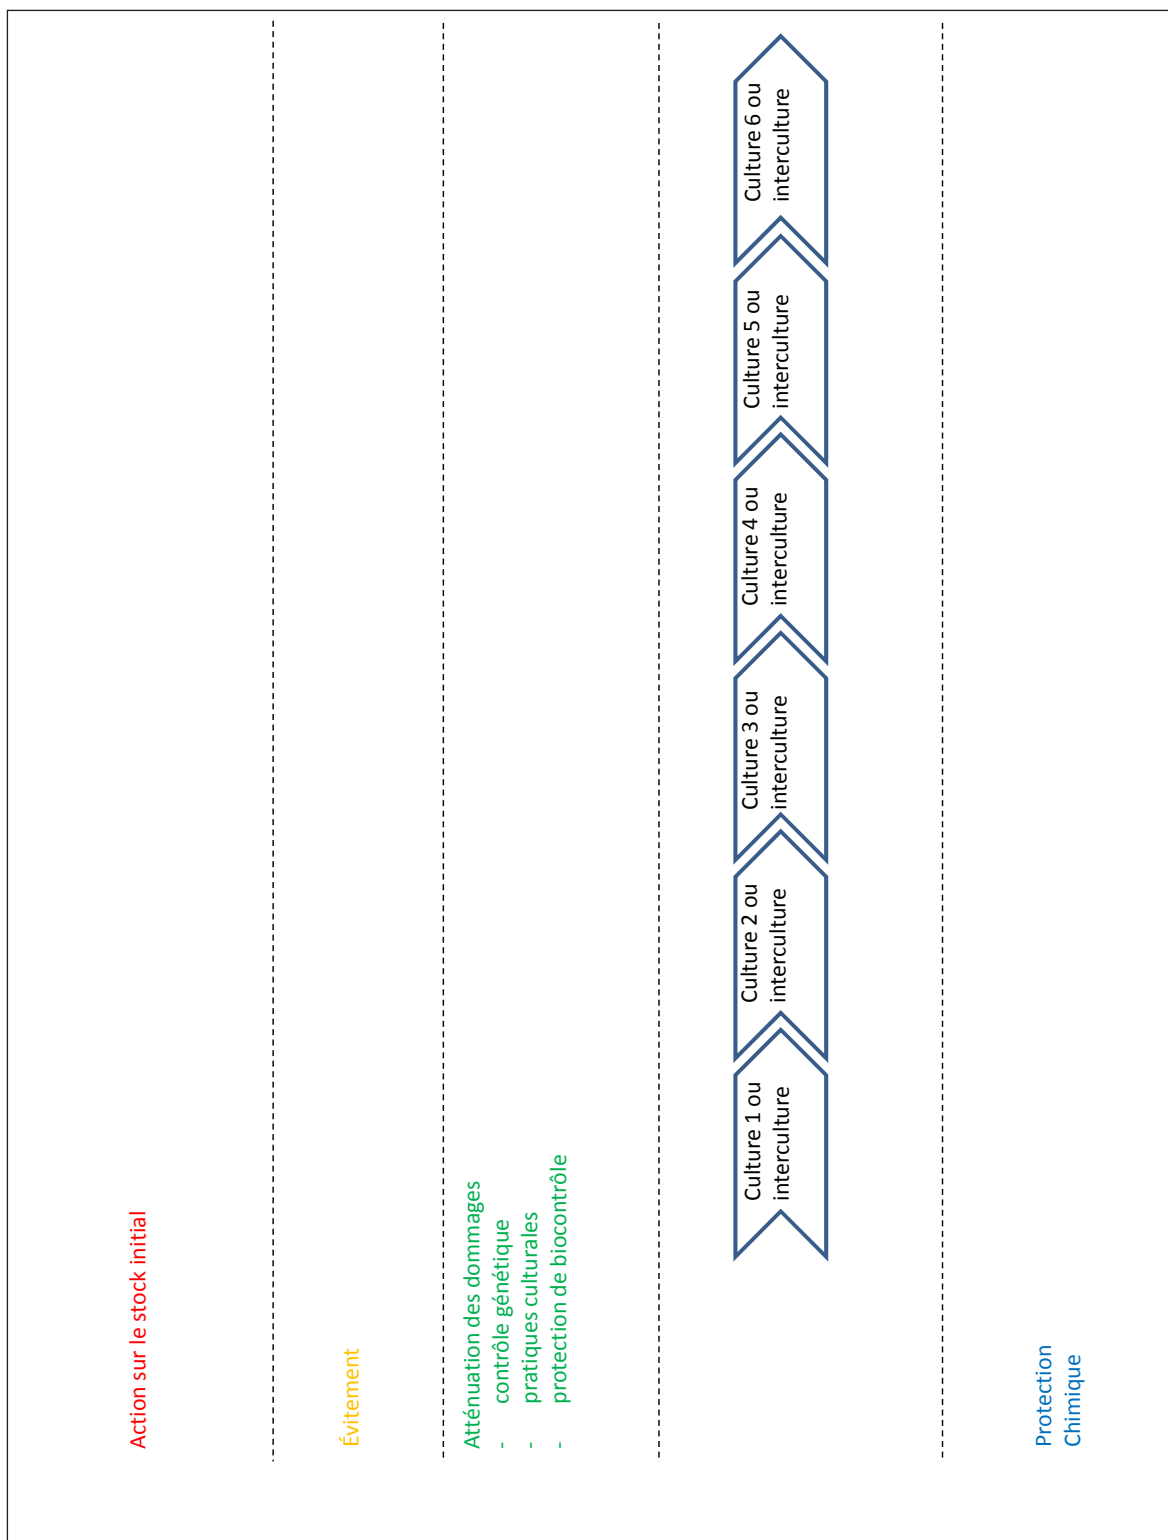 Action sur le stock initial
Évitement
Atténuation des dommages
- contrôle génétique
- pratiques culturales
- protection de biocontrôle
Culture 1 ou
interculture
Culture 2 ou
interculture
Culture 3 ou
interculture
Culture 4 ou
interculture
Culture 5 ou
interculture
Culture 6 ou
interculture
Protection
Chimique